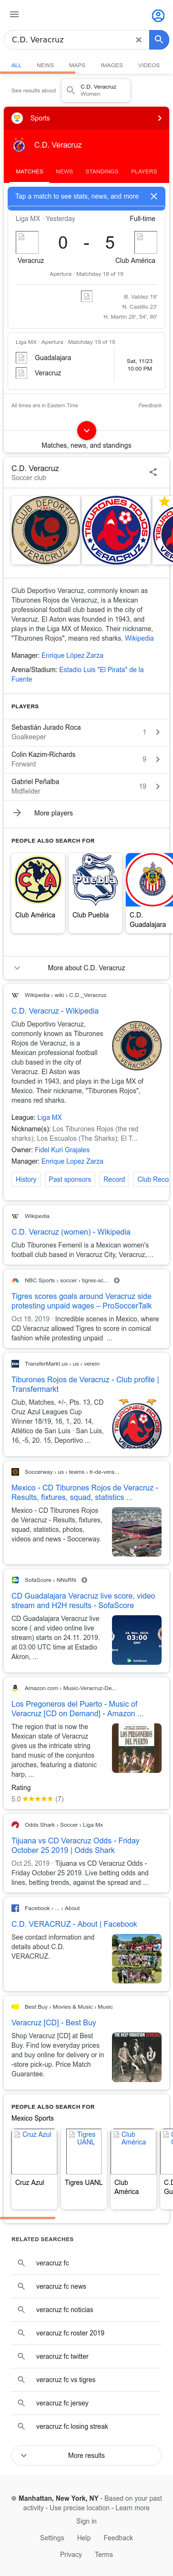 C.D. Veracruz
ALL NEWS MAPS IMAGES VIDEOS
See results about
C.D. Veracruz
Women
Sports
C.D. Veracruz
MATCHES NEWS STANDINGS PLAYERS
Tap a match to see stats, news, and more
Liga MX · Yesterday Full-time
0 - 5
Veracruz Club América
Apertura · Matchday 18 of 19
B. Valdez 18'
N. Castillo 23'
H. Martín 28', 54', 80'
Liga MX · Apertura · Matchday 19 of 19
Guadalajara
Veracruz
Sat, 11/23
10:00 PM
All times are in Eastern Time Feedback
Matches, news, and standings
C.D. Veracruz
Soccer club
Club Deportivo Veracruz, commonly known as
Tiburones Rojos de Veracruz, is a Mexican
professional football club based in the city of
Veracruz. El Aston was founded in 1943, and
plays in the Liga MX of Mexico. Their nickname,
"Tiburones Rojos", means red sharks. Wikipedia
Manager: Enrique López Zarza
Arena/Stadium: Estadio Luis "El Pirata" de la
Fuente
PLAYERS
Sebastián Jurado Roca
Goalkeeper
1
Colin Kazim-Richards
Forward
9
Gabriel Peñalba
Midfielder
19
More players
PEOPLE ALSO SEARCH FOR
Club América
Club Puebla
C.D.
Guadalajara
More about C.D. Veracruz
Wikipedia › wiki › C.D._Veracruz
C.D. Veracruz - Wikipedia
Club Deportivo Veracruz,
commonly known as Tiburones
Rojos de Veracruz, is a
Mexican professional football
club based in the city of
Veracruz. El Aston was
founded in 1943, and plays in the Liga MX of
Mexico. Their nickname, "Tiburones Rojos",
means red sharks.
League: Liga MX
Nickname(s): Los Tiburones Rojos (the red
sharks); Los Escualos (The Sharks); El T...
Owner: Fidel Kuri Grajales
Manager: Enrique Lopez Zarza
History Past sponsors Record Club Reco
Wikipedia
C.D. Veracruz (women) - Wikipedia
Club Tiburones Femenil is a Mexican women's
football club based in Veracruz City, Veracruz,...
NBC Sports › soccer › tigres-sc...
Tigres scores goals around Veracruz side
protesting unpaid wages – ProSoccerTalk
Oct 18, 2019 · Incredible scenes in Mexico, where
CD Veracruz allowed Tigres to score in comical
fashion while protesting unpaid ...
TransferMarkt.us › us › verein
Tiburones Rojos de Veracruz - Club profile |
Transfermarkt
Club, Matches, +/-, Pts. 13, CD
Cruz Azul Leagues Cup
Winner 18/19, 16, 1, 20. 14,
Atlético de San Luis · San Luis,
16, -5, 20. 15, Deportivo ...
Soccerway › us › teams › tr-de-vera...
Mexico - CD Tiburones Rojos de Veracruz -
Results, fixtures, squad, statistics ...
Mexico - CD Tiburones Rojos
de Veracruz - Results, fixtures,
squad, statistics, photos,
videos and news - Soccerway.
SofaScore › NNsRN
CD Guadalajara Veracruz live score, video
stream and H2H results - SofaScore
CD Guadalajara Veracruz live
score ( and video online live
stream) starts on 24.11. 2019.
at 03:00 UTC time at Estadio
Akron, ...
03:00
Amazon.com › Music-Veracruz-De...
Los Pregoneros del Puerto - Music of
Veracruz [CD on Demand] - Amazon ...
The region that is now the
Mexican state of Veracruz
gives us the intricate string
band music of the conjuntos
jarochos, featuring a diatonic
harp, ...
Rating
5.0 (7)
Odds Shark › Soccer › Liga Mx
Tijuana vs CD Veracruz Odds - Friday
October 25 2019 | Odds Shark
Oct 25, 2019 · Tijuana vs CD Veracruz Odds -
Friday October 25 2019. Live betting odds and
lines, betting trends, against the spread and ...
Facebook › ... › About
C.D. VERACRUZ - About | Facebook
See contact information and
details about C.D.
VERACRUZ.
Best Buy › Movies & Music › Music
Veracruz [CD] - Best Buy
Shop Veracruz [CD] at Best
Buy. Find low everyday prices
and buy online for delivery or in
-store pick-up. Price Match
Guarantee.
PEOPLE ALSO SEARCH FOR
Mexico Sports
Cruz Azul
Tigres UANL
Club América
Cruz Azul
Tigres UANL
Club
América
RELATED SEARCHES
veracruz fc
veracruz fc news
veracruz fc noticias
veracruz fc roster 2019
veracruz fc twitter
veracruz fc vs tigres
veracruz fc jersey
veracruz fc losing streak
More results
Manhattan, New York, NY - Based on your past
activity - Use precise location - Learn more
Sign in
Settings Help Feedback
Privacy Terms